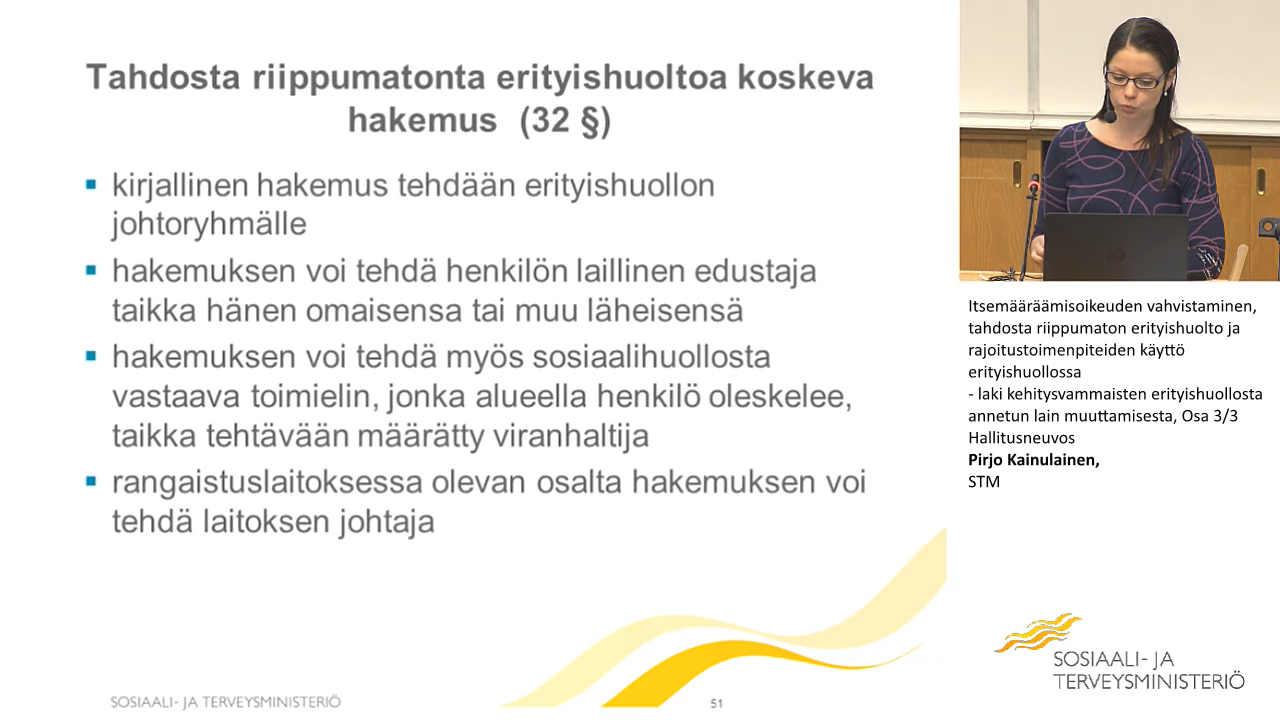 Tahdosta riippumatonta erityishuoltoa koskeva
hakemus (32 §)
kirjallinen hakemus tehdään erityishuollon
johtoryhmälle
hakemuksen voi tehdä henkilön laillinen edustaja
taikka hänen omaisensa tai muu läheisensä
hakemuksen voi tehdä myös sosiaalihuollosta
vastaava toimielin, jonka alueella henkilö oleskelee,
taikka tehtävään määrätty viranhaltija
rangaistuslaitoksessa olevan osalta hakemuksen voi
tehdä laitoksen johtaja
SOSIAALI- JA TERVEYSMINISTERIÖ
51
Itsemääräämisoikeuden vahvistaminen,
tahdosta riippumaton erityishuolto ja
rajoitustoimenpiteiden käyttö
erityishuollossa
- laki kehitysvammaisten erityishuollosta
annetun lain muuttamisesta, Osa 3/3
Hallitusneuvos
Pirjo Kainulainen,
STM
SOSIAALI- JA
TERVEYSMINISTERIÖ